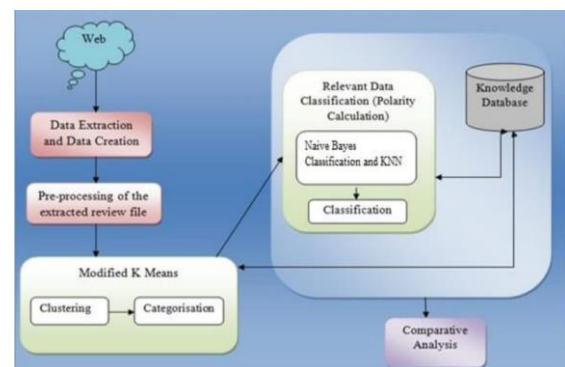 Web
Data Extraction
and Data Creation
Pre-processing of the
extracted review file
Modified K Means
Clustering
Categorisation
Relevant Data
Classification (Polarity
Calculation)
Naive Bayes
Classification and KNN
Classification
Knowledge
Database
Comparative
Analysis